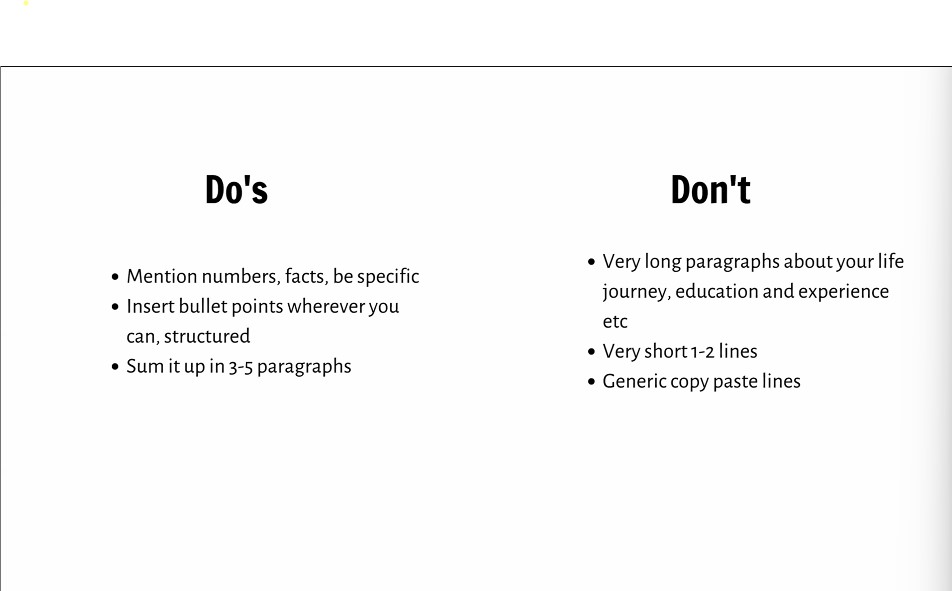 Do's
Mention numbers, facts, be specific
Insert bullet points wherever you
can, structured
Sum it up in 3-5 paragraphs
Don't
Very long paragraphs about your life
journey, education and experience
etc
Very short 1-2 lines
Generic copy paste lines